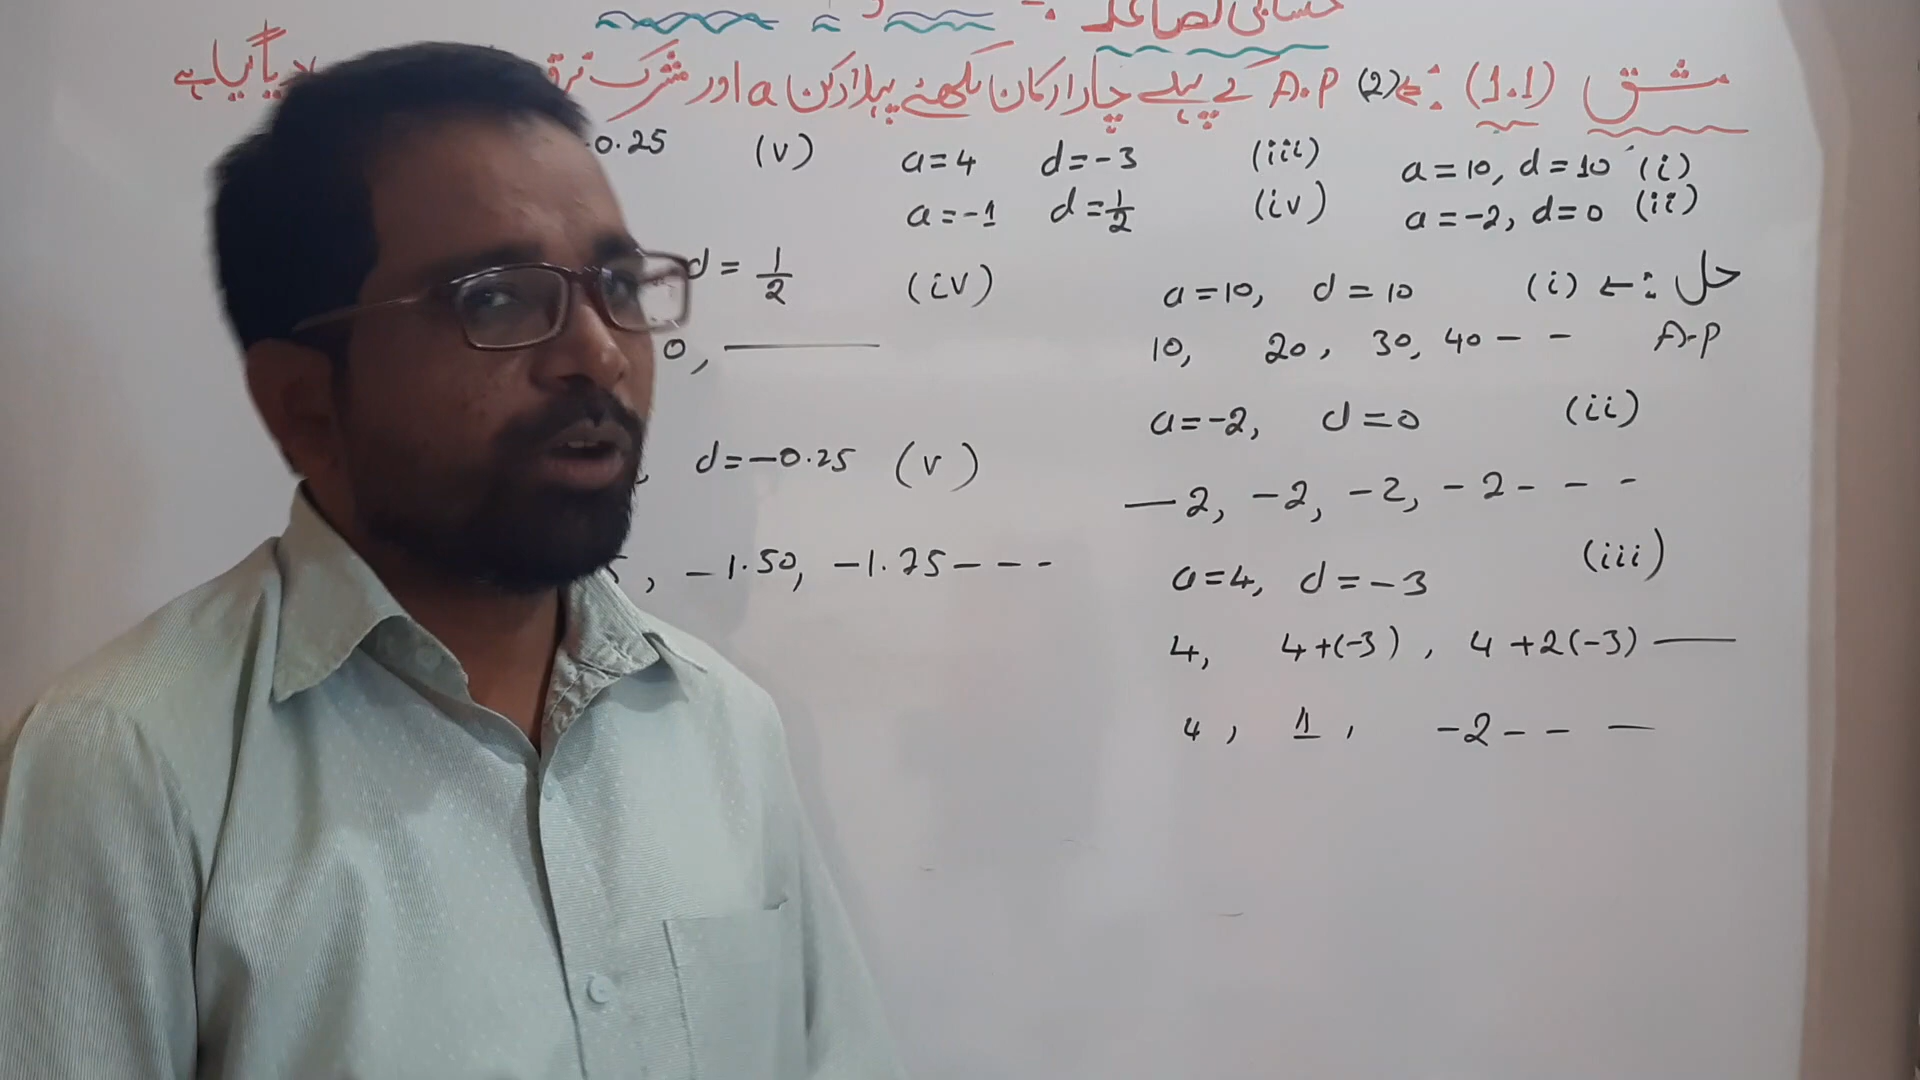 حسابی تصاعد
مشق (1.1) :⇐ (2) A.P کے پہلے چار ارکان لکھئے پہلا رکن a اور مشترک دیا گیا ہے
(i) a=10, d=10 (iii) a=4 d=-3 (v) 0.25
(ii) a=-2, d=0 (iv) a=-1 d=1/2
حل :← (i) a=10, d=10
A.P 10, 20, 30, 40 - -
(ii) a=-2, d=0
-2, -2, -2, -2 - - -
(iii) a=4, d=-3
4, 4+(-3), 4+2(-3) ——
4, 1, -2 - - —
(iv) d = 1/2
0, ——
(v) d=-0.25
, -1.50, -1.25 - - -